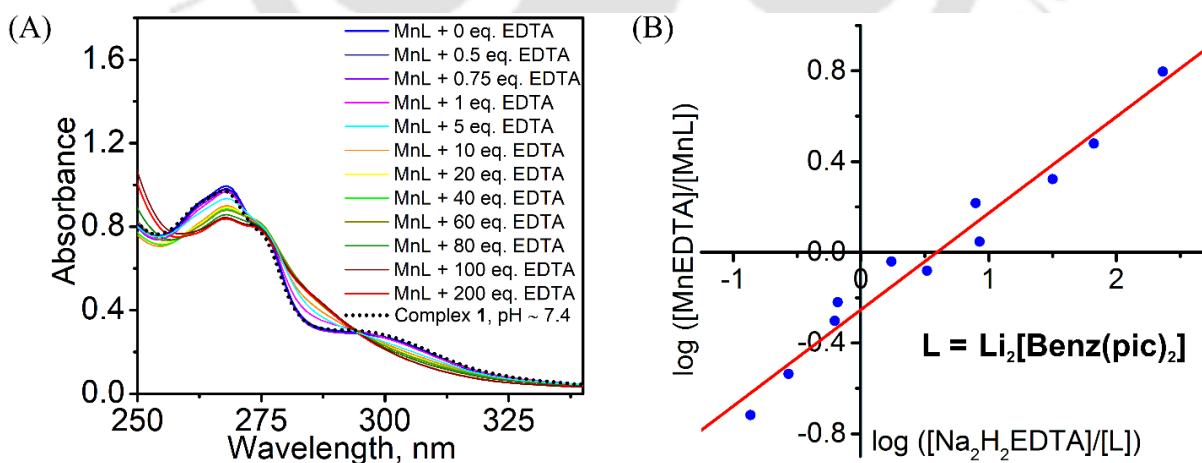 (A)
Absorbance
1.6
1.2
0.8
0.4
0.0
250
275
300
325
Wavelength, nm
MnL + 0 eq. EDTA
MnL + 0.5 eq. EDTA
MnL + 0.75 eq. EDTA
MnL + 1 eq. EDTA
MnL + 5 eq. EDTA
MnL + 10 eq. EDTA
MnL + 20 eq. EDTA
MnL + 40 eq. EDTA
MnL + 60 eq. EDTA
MnL + 80 eq. EDTA
MnL + 100 eq. EDTA
MnL + 200 eq. EDTA
Complex 1, pH ~ 7.4
(B)
log ([MnEDTA]/[MnL])
0.8
0.4
0.0
-0.4
-0.8
-1
0
1
2
L = Li₂[Benz(pic)₂]
log ([Na₂H₂EDTA]/[L])